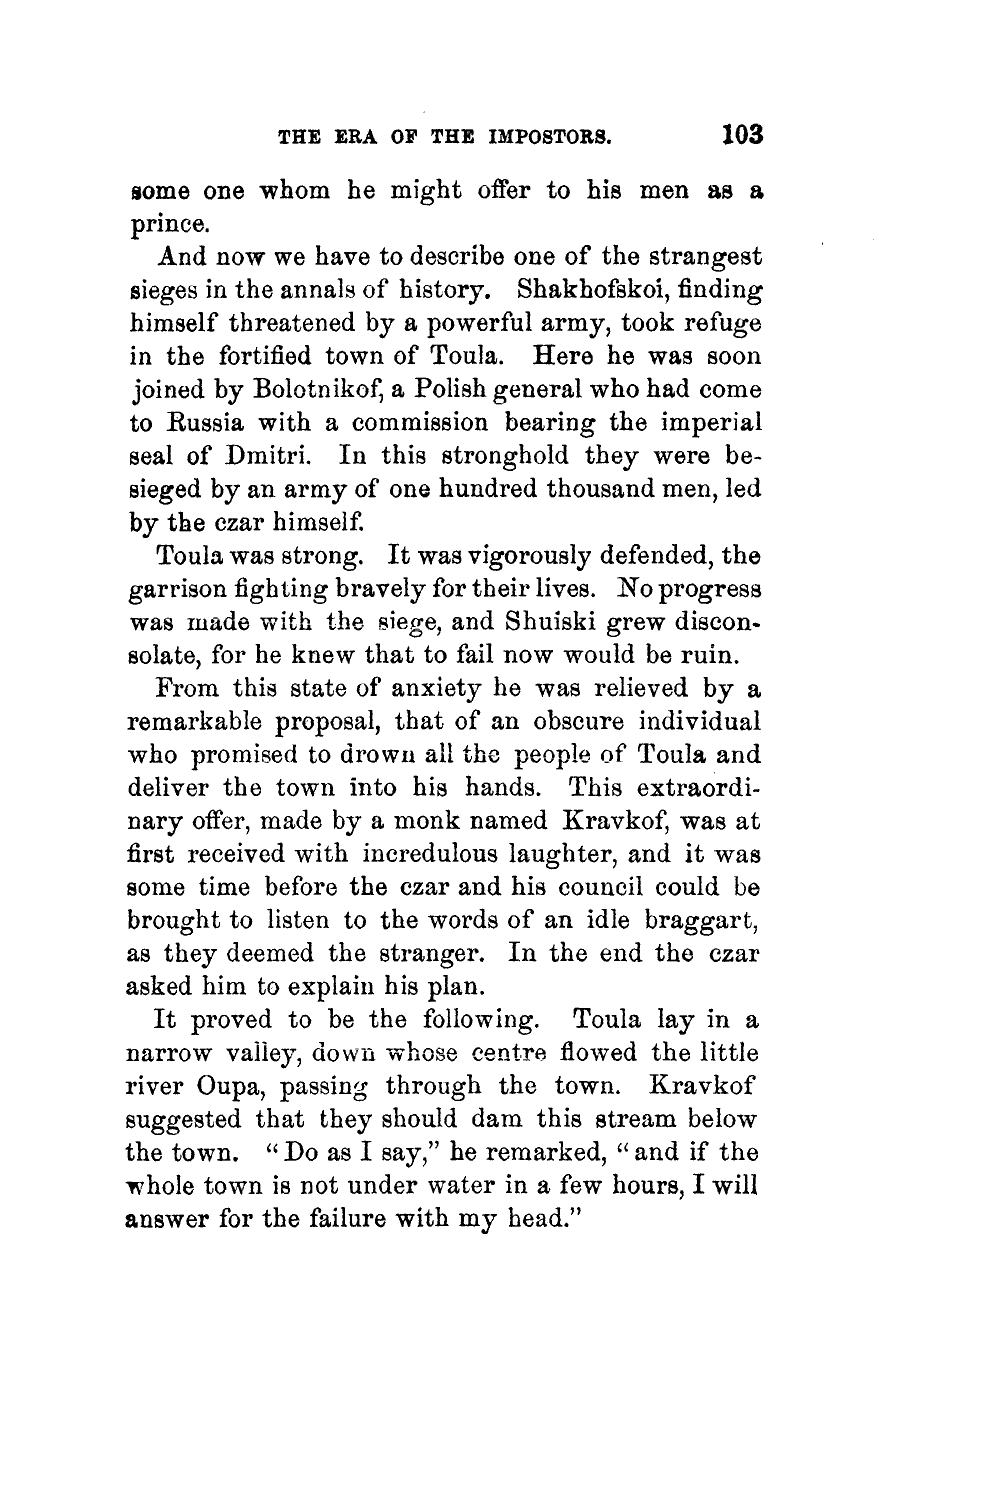 THE ERA OF THE IMPOSTORS. 103
some one whom he might offer to his men as a
prince.
And now we have to describe one of the strangest
sieges in the annals of history. Shakhofskoi, finding
himself threatened by a powerful army, took refuge
in the fortified town of Toula. Here he was soon
joined by Bolotnikof, a Polish general who had come
to Russia with a commission bearing the imperial
seal of Dmitri. In this stronghold they were be-
sieged by an army of one hundred thousand men, led
by the czar himself.
Toula was strong. It was vigorously defended, the
garrison fighting bravely for their lives. No progress
was made with the siege, and Shuiski grew discon-
solate, for he knew that to fail now would be ruin.
From this state of anxiety he was relieved by a
remarkable proposal, that of an obscure individual
who promised to drown all the people of Toula and
deliver the town into his hands. This extraordi-
nary offer, made by a monk named Kravkof, was at
first received with incredulous laughter, and it was
some time before the czar and his council could be
brought to listen to the words of an idle braggart,
as they deemed the stranger. In the end the czar
asked him to explain his plan.
It proved to be the following. Toula lay in a
narrow valley, down whose centre flowed the little
river Oupa, passing through the town. Kravkof
suggested that they should dam this stream below
the town. “Do as I say,” he remarked, “and if the
whole town is not under water in a few hours, I will
answer for the failure with my head.”